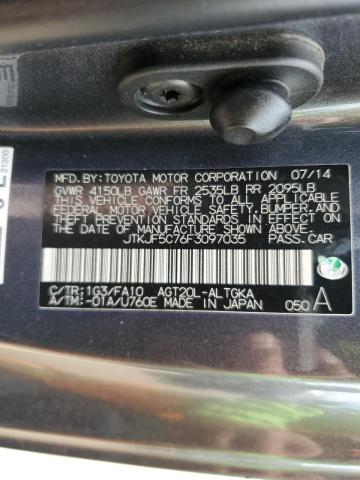 MFD. BY: TOYOTA MOTOR CORPORATION 07/14
GVWR 4150LB GAWR FR 2535LB RR 2095LB
THIS VEHICLE CONFORMS TO ALL APPLICABLE
FEDERAL MOTOR VEHICLE SAFETY, BUMPER, AND
THEFT PREVENTION STANDARDS IN EFFECT ON
THE DATE OF MANUFACTURE SHOWN ABOVE.
JTKJF5C76F3097035 PASS.CAR
C/TR:1G3/FA10 AGT20L-ALTGKA
A/TM:-01A/U760E MADE IN JAPAN 050 A
21200